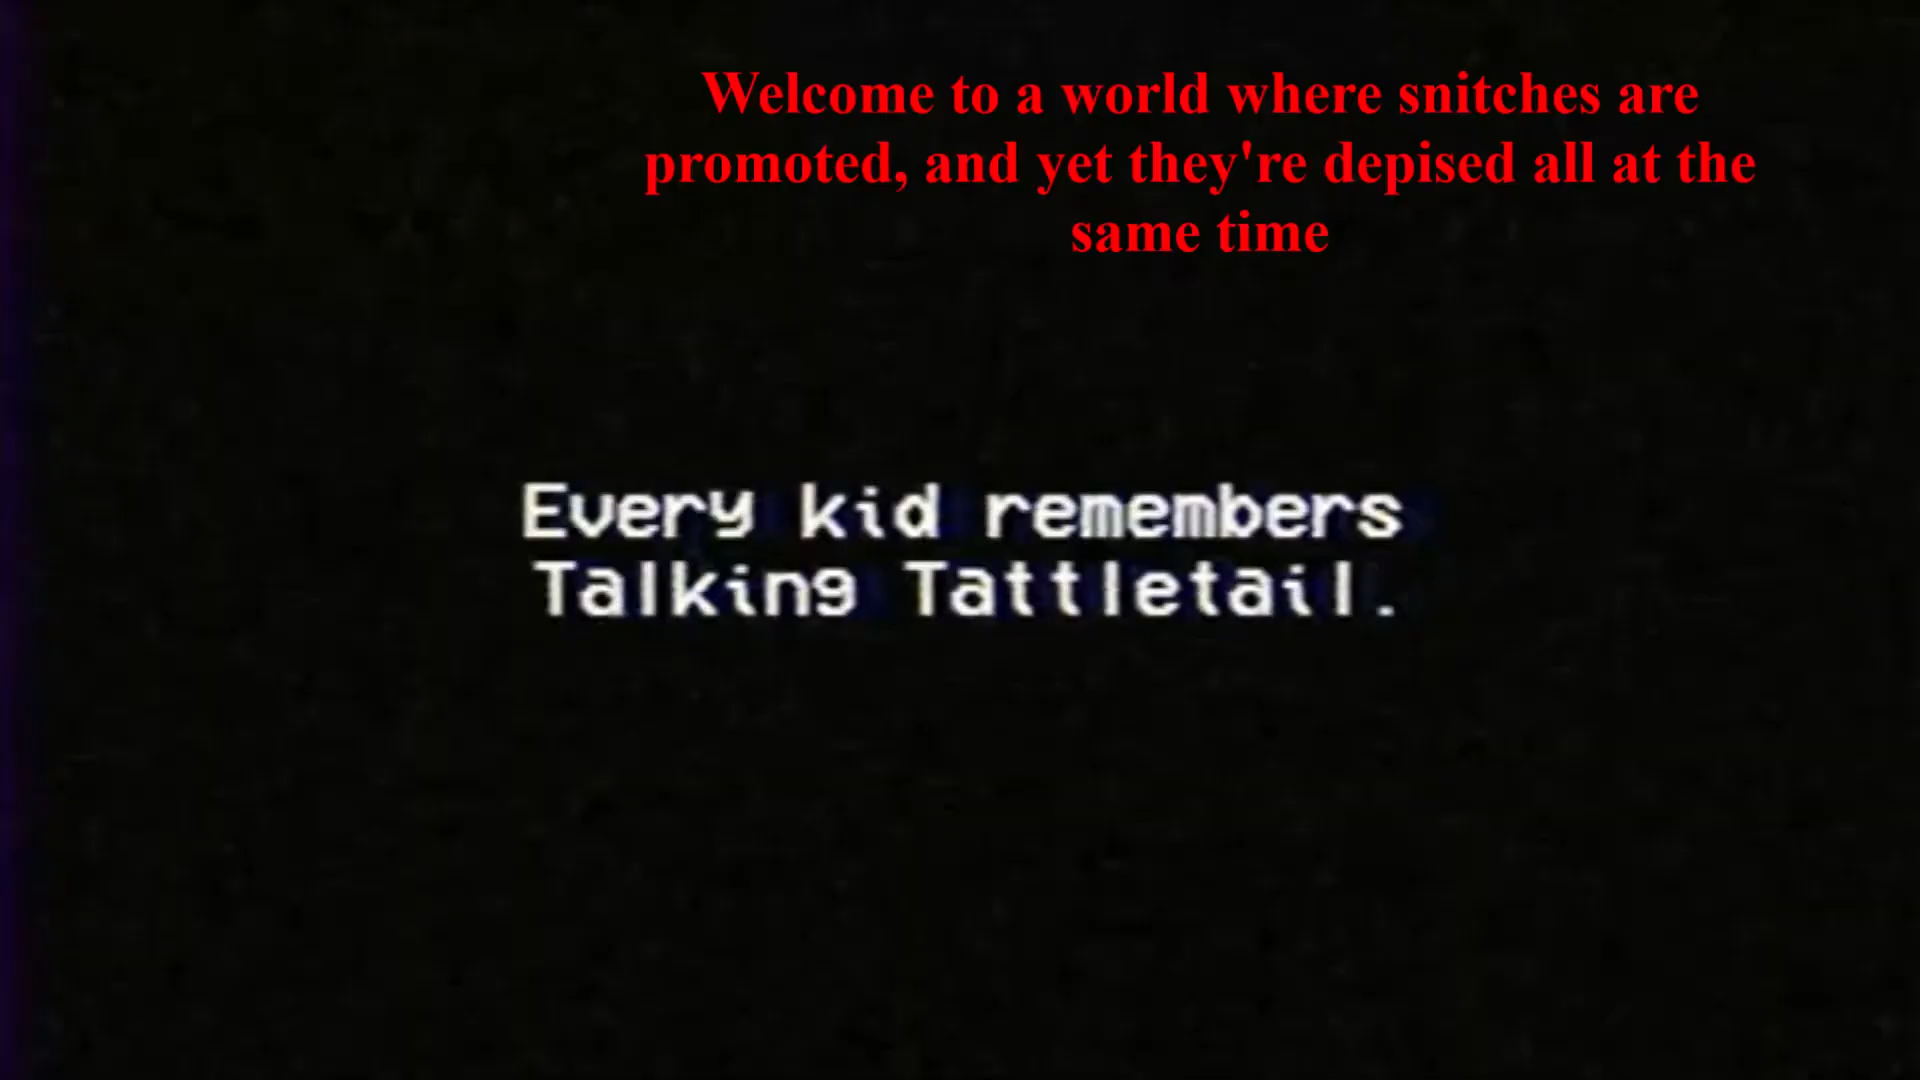 Welcome to a world where snitches are
promoted, and yet they're depised all at the
same time
Every kid remembers
Talking Tattletail.